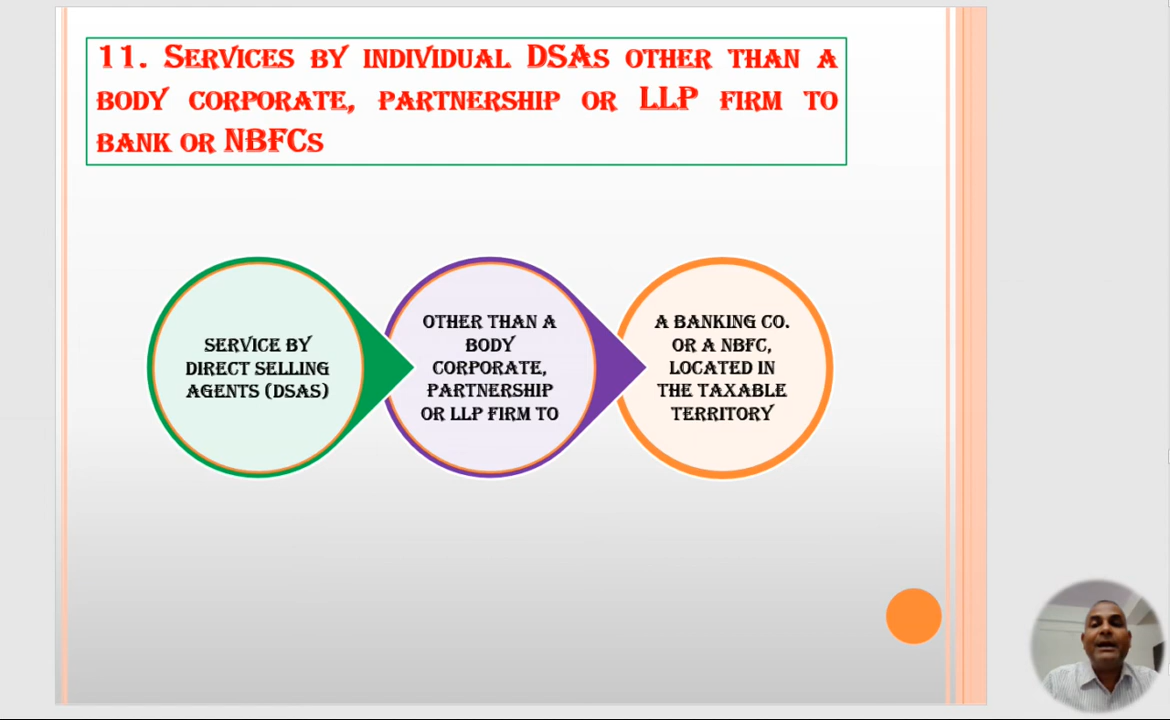 11. Services by individual DSAs other than a
body corporate, partnership or LLP firm to
bank or NBFCs
SERVICE BY
DIRECT SELLING
AGENTS (DSAS)
OTHER THAN A
BODY
CORPORATE,
PARTNERSHIP
OR LLP FIRM TO
A BANKING CO.
OR A NBFC,
LOCATED IN
THE TAXABLE
TERRITORY